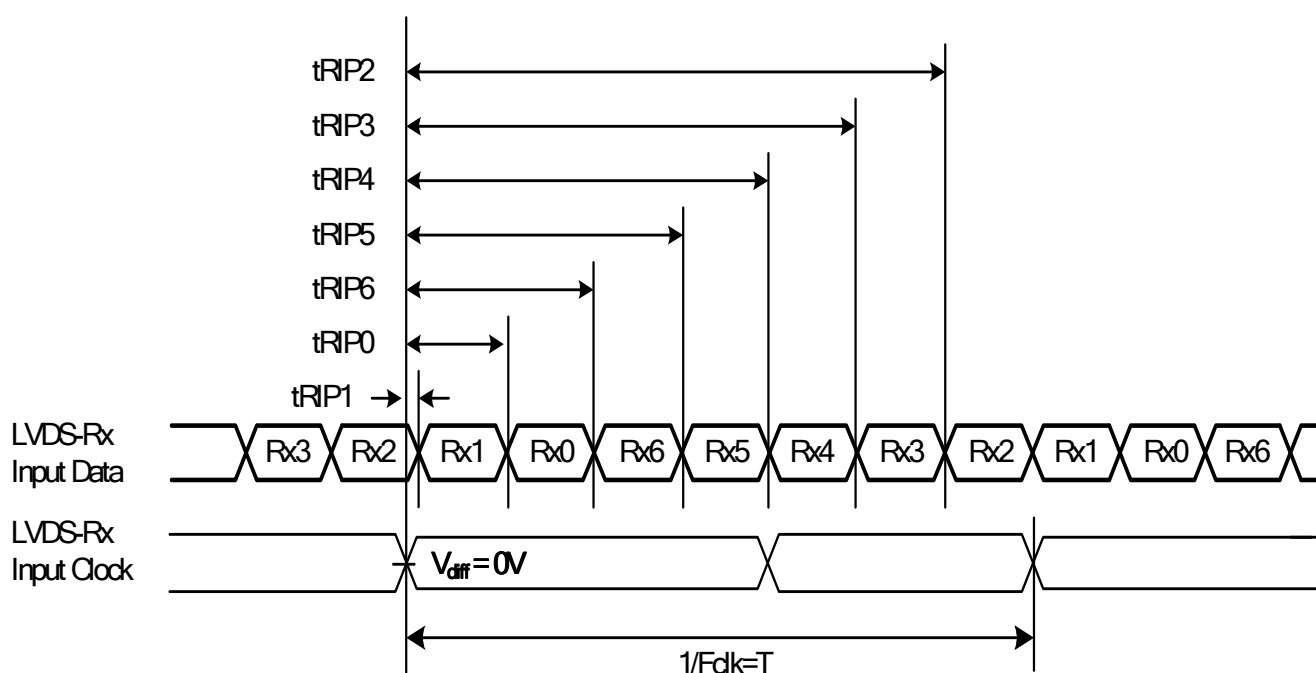 tRIP2
tRIP3
tRIP4
tRIP5
tRIP6
tRIP0
tRIP1
LVDS-Rx
Input Data
Rx3 Rx2 Rx1 Rx0 Rx6 Rx5 Rx4 Rx3 Rx2 Rx1 Rx0 Rx6
LVDS-Rx
Input Clock
Vdiff = 0V
1/Fclk=T